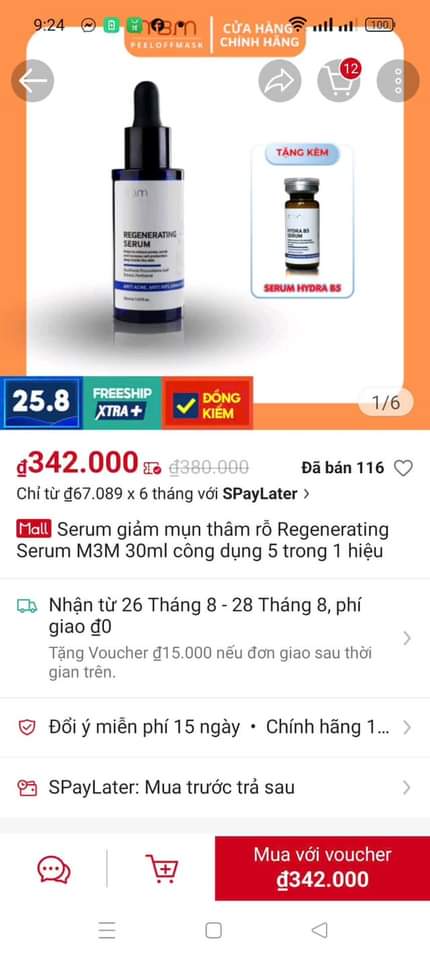 9:24
100
M3M
PEELOFFMASK
CỬA HÀNG
CHÍNH HÃNG
12
TẶNG KÈM
REGENERATING
SERUM
HYDRA B5
SERUM
SERUM HYDRA B5
25.8
FREESHIP
XTRA+
ĐỒNG
KIỂM
1/6
₫342.000
₫380.000
Đã bán 116
Chỉ từ ₫67.089 x 6 tháng với SPayLater
Mall Serum giảm mụn thâm rỗ Regenerating
Serum M3M 30ml công dụng 5 trong 1 hiệu
Nhận từ 26 Tháng 8 - 28 Tháng 8, phí
giao ₫0
Tặng Voucher ₫15.000 nếu đơn giao sau thời
gian trên.
Đổi ý miễn phí 15 ngày • Chính hãng 1...
SPayLater: Mua trước trả sau
Mua với voucher
₫342.000